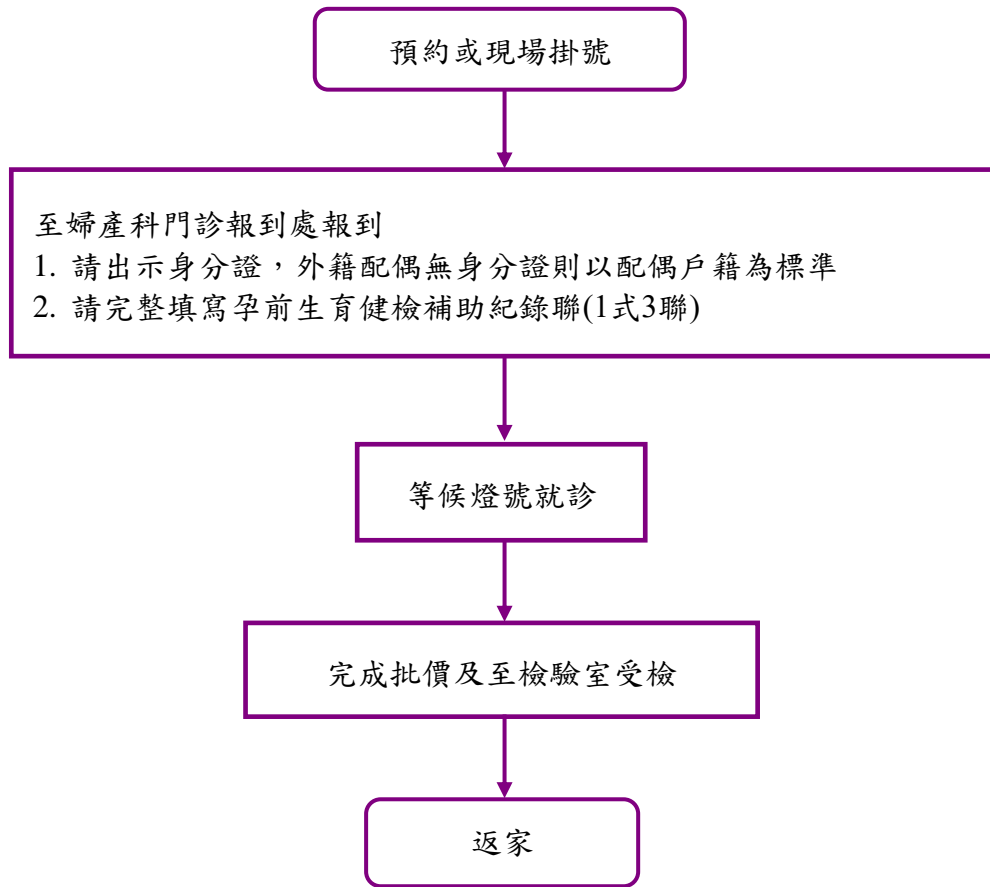 預約或現場掛號
至婦產科門診報到處報到
1. 請出示身分證，外籍配偶無身分證則以配偶戶籍為標準
2. 請完整填寫孕前生育健檢補助紀錄聯(1式3聯)
等候燈號就診
完成批價及至檢驗室受檢
返家